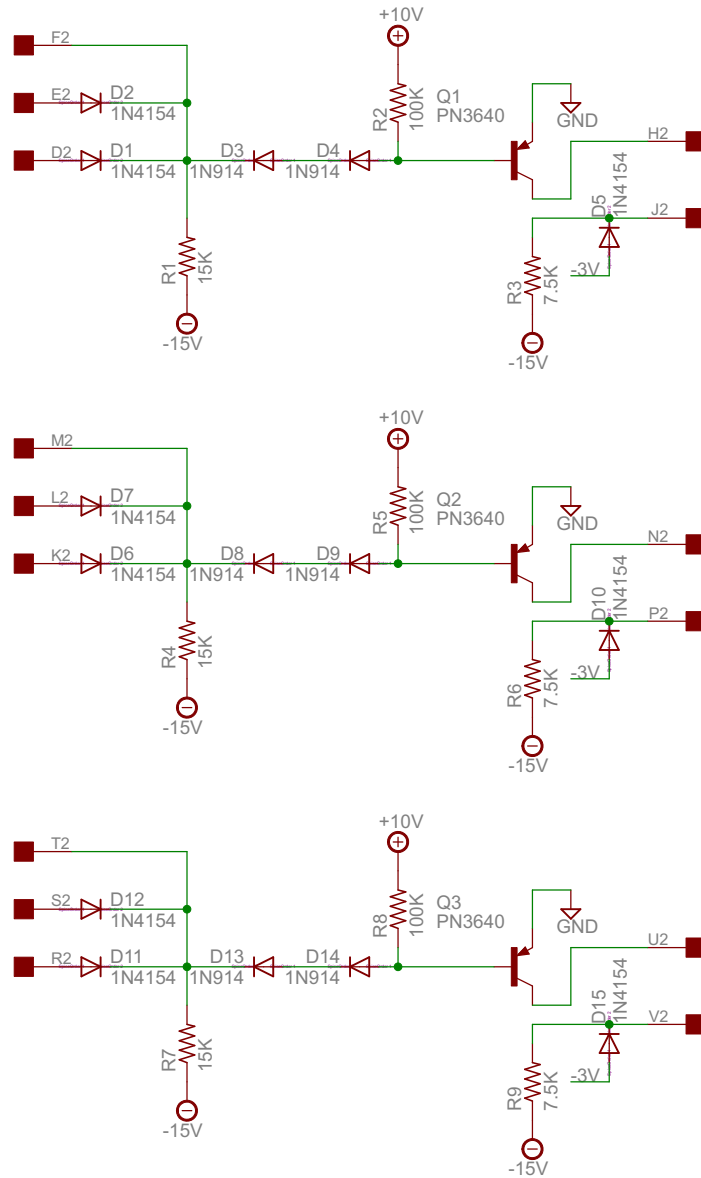 +10V
F2
E2
D2
1N4154
D2
D1
1N4154
D3
1N914
D4
1N914
R2
100K
Q1
PN3640
GND
H2
D5
1N4154
J2
-3V
R1
15K
-15V
R3
7.5K
-15V
+10V
M2
L2
D7
1N4154
K2
D6
1N4154
D8
1N914
D9
1N914
R5
100K
Q2
PN3640
GND
N2
D10
1N4154
P2
-3V
R4
15K
-15V
R6
7.5K
-15V
+10V
T2
S2
D12
1N4154
R2
D11
1N4154
D13
1N914
D14
1N914
R8
100K
Q3
PN3640
GND
U2
D15
1N4154
V2
-3V
R7
15K
-15V
R9
7.5K
-15V